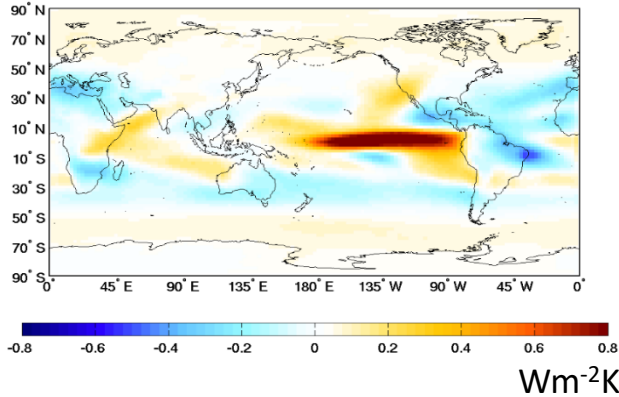 90° N
70° N
50° N
30° N
10° N
10° S
30° S
50° S
70° S
90° S
0° 45° E 90° E 135° E 180° E 135° W 90° W 45° W 0°
-0.8 -0.6 -0.4 -0.2 0 0.2 0.4 0.6 0.8
Wm⁻²K